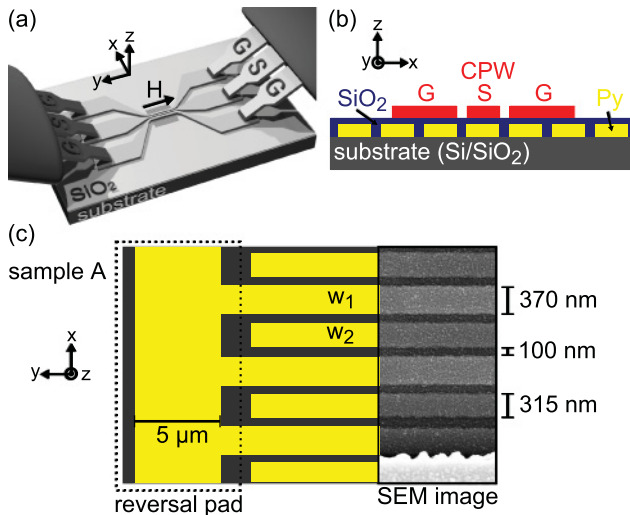 (a)
x z
y
H
G S G
G
S
G
SiO₂
substrate
(b)
z
x
CPW
SiO₂ G S G Py
substrate (Si/SiO₂)
(c)
sample A
w₁
370 nm
w₂
100 nm
x
y z
315 nm
5 µm
reversal pad
SEM image